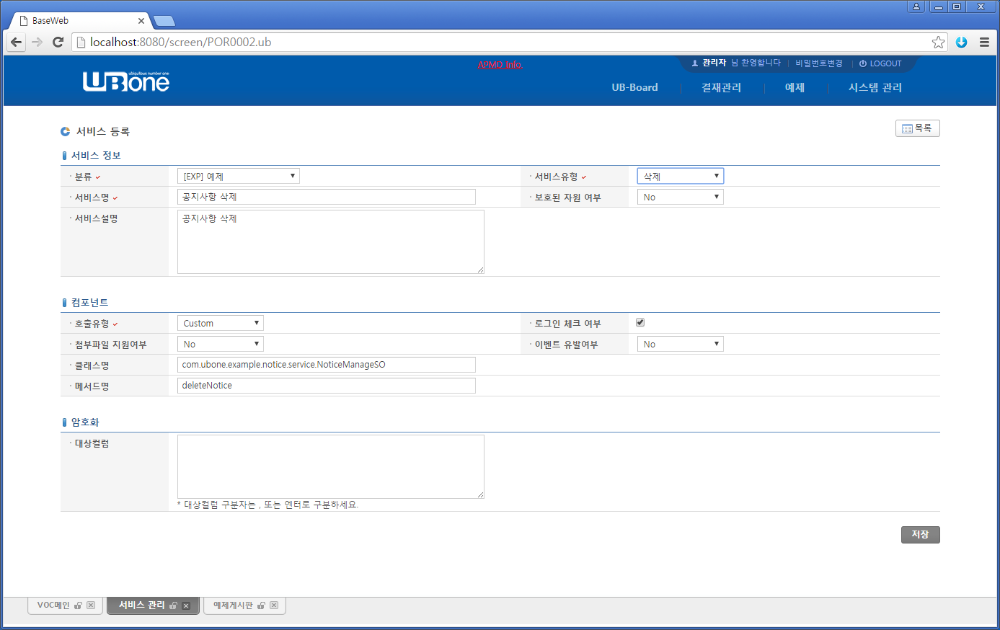 BaseWeb
localhost:8080/screen/POR0002.ub
APMD Info.
관리자 님 환영합니다 비밀번호변경 LOGOUT
ubiquitous number one
UBone
UB-Board 결재관리 예제 시스템 관리
서비스 등록 목록
서비스 정보
분류 [EXP] 예제 서비스유형 삭제
서비스명 공지사항 삭제 보호된 자원 여부 No
서비스설명 공지사항 삭제
컴포넌트
호출유형 Custom 로그인 체크 여부
첨부파일 지원여부 No 이벤트 유발여부 No
클래스명 com.ubone.example.notice.service.NoticeManageSO
메서드명 deleteNotice
암호화
대상컬럼
* 대상컬럼 구분자는 , 또는 엔터로 구분하세요.
저장
VOC메인 서비스 관리 예제게시판